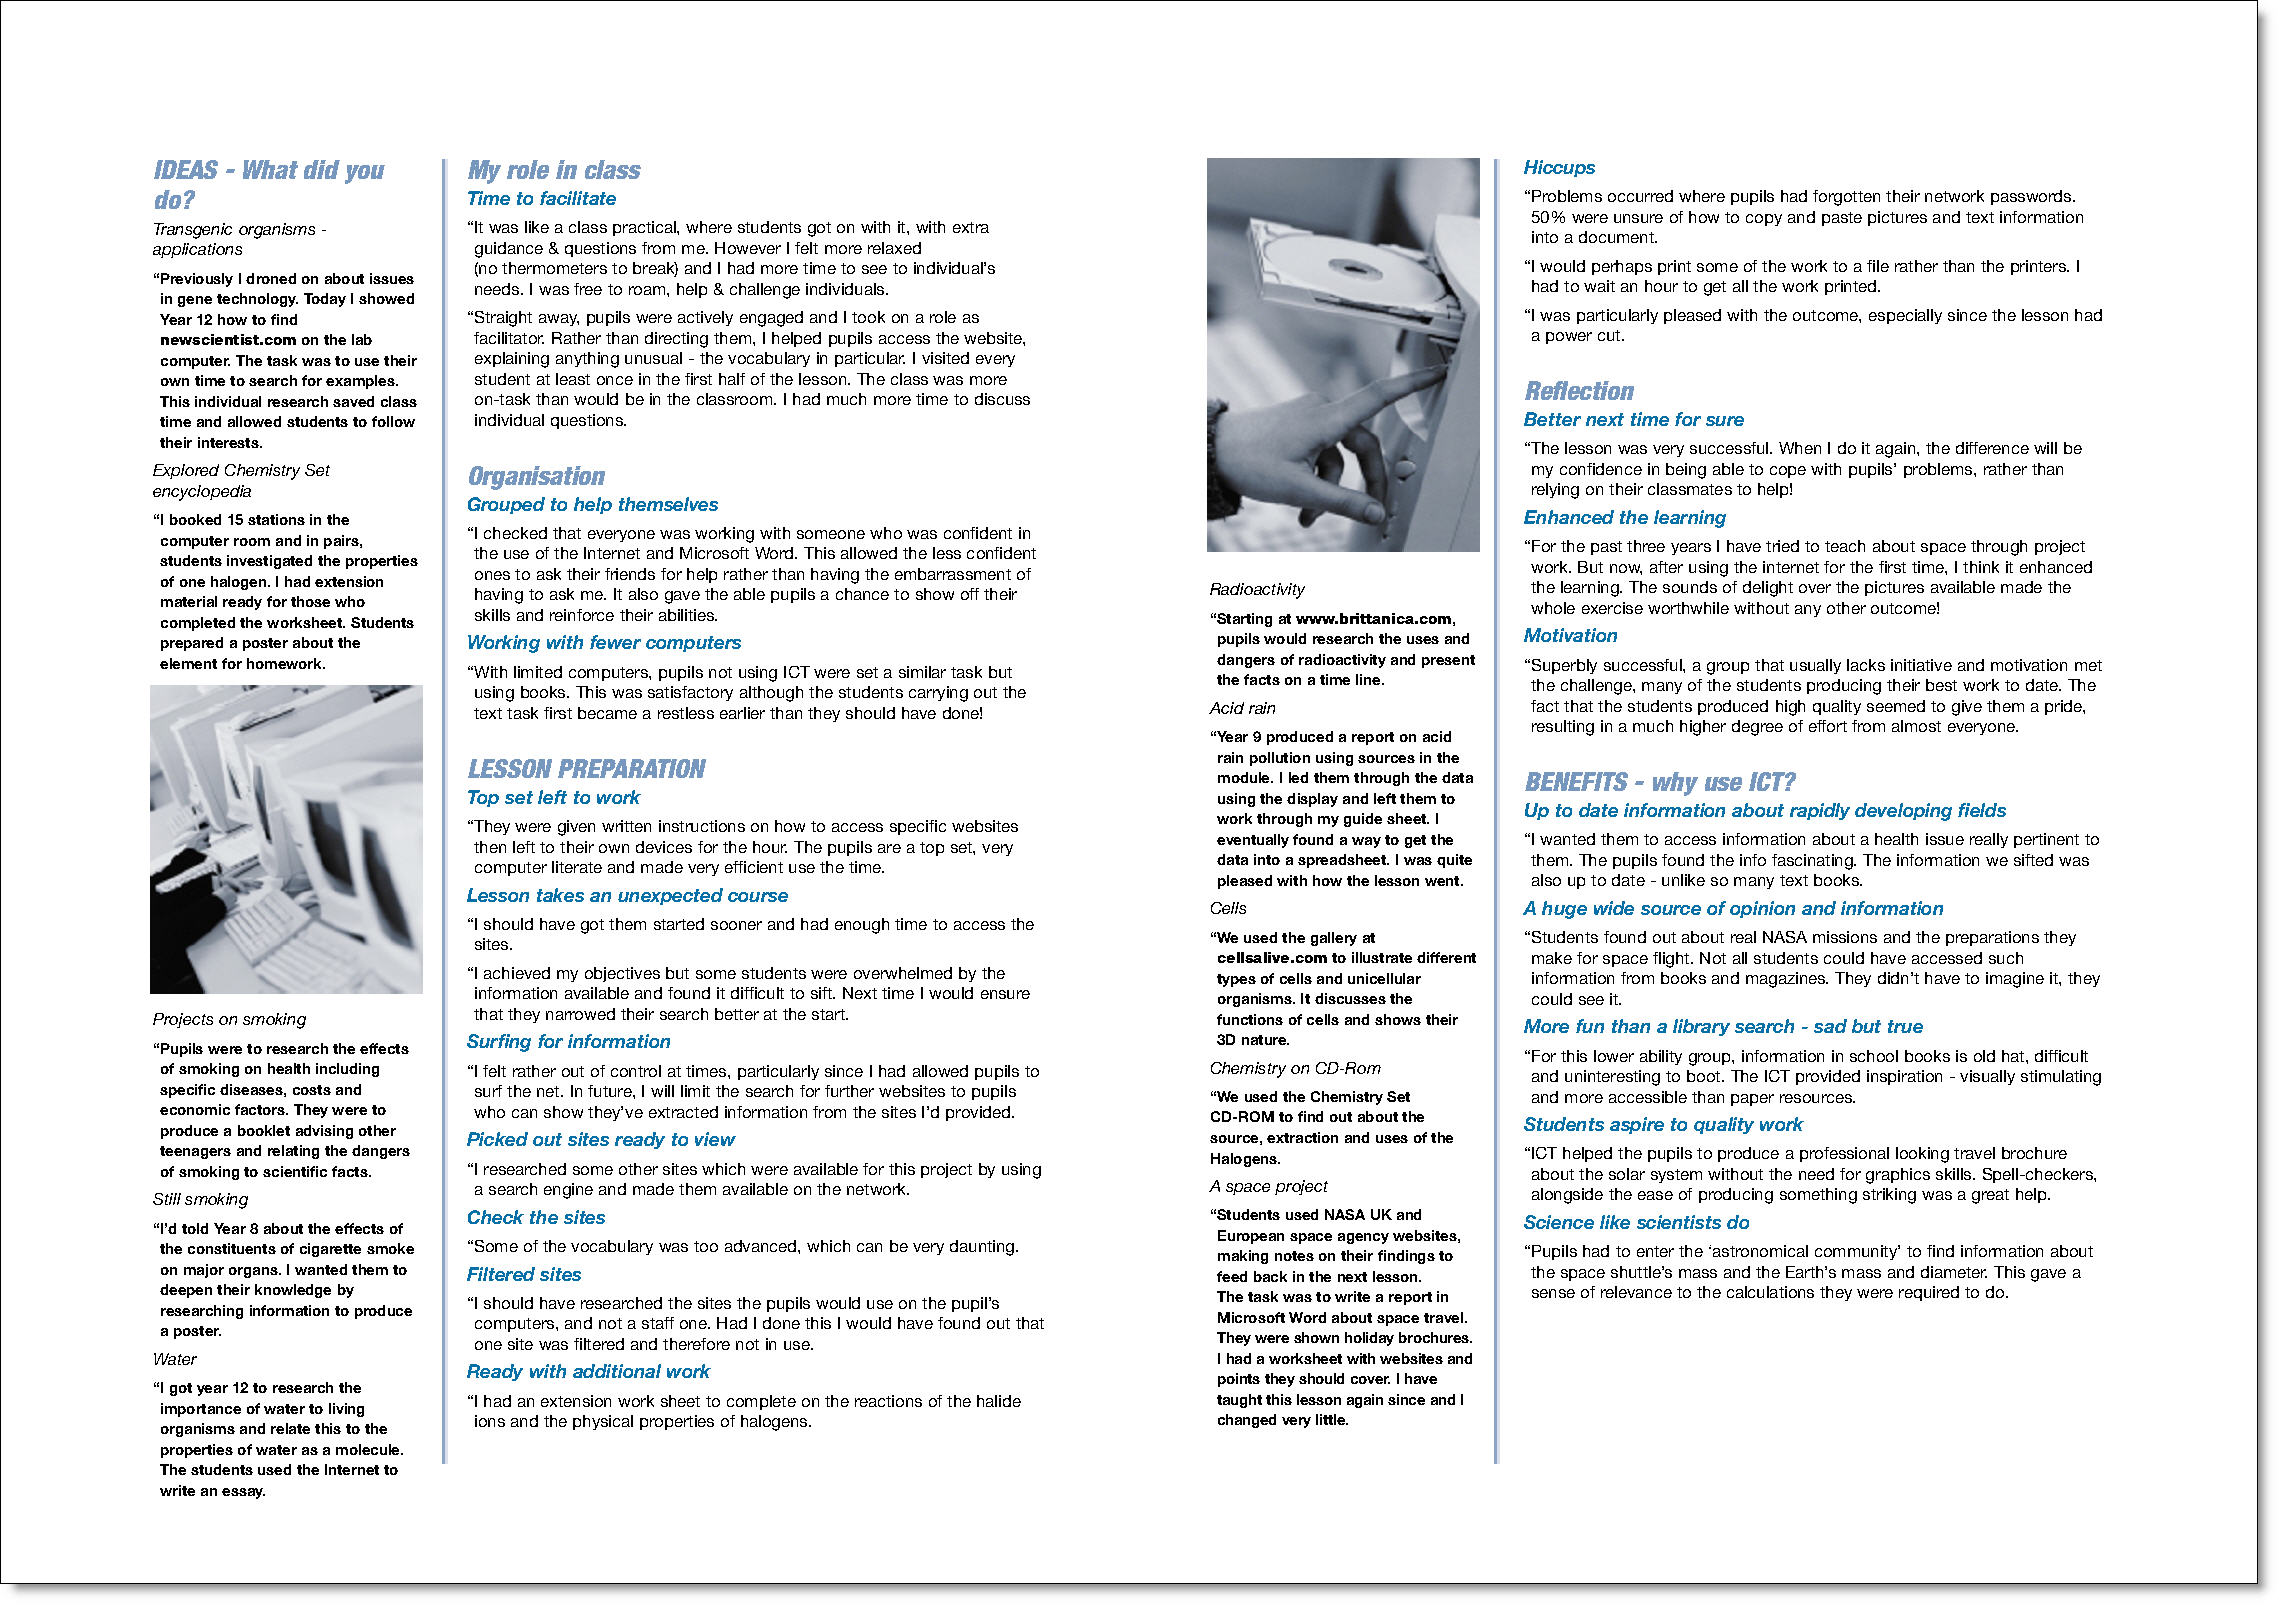 IDEAS - What did you
do?
Transgenic organisms -
applications
“Previously I droned on about issues
in gene technology. Today I showed
Year 12 how to find
newscientist.com on the lab
computer. The task was to use their
own time to search for examples.
This individual research saved class
time and allowed students to follow
their interests.
Explored Chemistry Set
encyclopedia
“I booked 15 stations in the
computer room and in pairs,
students investigated the properties
of one halogen. I had extension
material ready for those who
completed the worksheet. Students
prepared a poster about the
element for homework.
Projects on smoking
“Pupils were to research the effects
of smoking on health including
specific diseases, costs and
economic factors. They were to
produce a booklet advising other
teenagers and relating the dangers
of smoking to scientific facts.
Still smoking
“I’d told Year 8 about the effects of
the constituents of cigarette smoke
on major organs. I wanted them to
deepen their knowledge by
researching information to produce
a poster.
Water
“I got year 12 to research the
importance of water to living
organisms and relate this to the
properties of water as a molecule.
The students used the Internet to
write an essay.
My role in class
Time to facilitate
“It was like a class practical, where students got on with it, with extra
guidance & questions from me. However I felt more relaxed
(no thermometers to break) and I had more time to see to individual’s
needs. I was free to roam, help & challenge individuals.
“Straight away, pupils were actively engaged and I took on a role as
facilitator. Rather than directing them, I helped pupils access the website,
explaining anything unusual - the vocabulary in particular. I visited every
student at least once in the first half of the lesson. The class was more
on-task than would be in the classroom. I had much more time to discuss
individual questions.
Organisation
Grouped to help themselves
“I checked that everyone was working with someone who was confident in
the use of the Internet and Microsoft Word. This allowed the less confident
ones to ask their friends for help rather than having the embarrassment of
having to ask me. It also gave the able pupils a chance to show off their
skills and reinforce their abilities.
Working with fewer computers
“With limited computers, pupils not using ICT were set a similar task but
using books. This was satisfactory although the students carrying out the
text task first became a restless earlier than they should have done!
LESSON PREPARATION
Top set left to work
“They were given written instructions on how to access specific websites
then left to their own devices for the hour. The pupils are a top set, very
computer literate and made very efficient use the time.
Lesson takes an unexpected course
“I should have got them started sooner and had enough time to access the
sites.
“I achieved my objectives but some students were overwhelmed by the
information available and found it difficult to sift. Next time I would ensure
that they narrowed their search better at the start.
Surfing for information
“I felt rather out of control at times, particularly since I had allowed pupils to
surf the net. In future, I will limit the search for further websites to pupils
who can show they’ve extracted information from the sites I’d provided.
Picked out sites ready to view
“I researched some other sites which were available for this project by using
a search engine and made them available on the network.
Check the sites
“Some of the vocabulary was too advanced, which can be very daunting.
Filtered sites
“I should have researched the sites the pupils would use on the pupil’s
computers, and not a staff one. Had I done this I would have found out that
one site was filtered and therefore not in use.
Ready with additional work
“I had an extension work sheet to complete on the reactions of the halide
ions and the physical properties of halogens.
Radioactivity
“Starting at www.brittanica.com,
pupils would research the uses and
dangers of radioactivity and present
the facts on a time line.
Acid rain
“Year 9 produced a report on acid
rain pollution using sources in the
module. I led them through the data
using the display and left them to
work through my guide sheet. I
eventually found a way to get the
data into a spreadsheet. I was quite
pleased with how the lesson went.
Cells
“We used the gallery at
cellsalive.com to illustrate different
types of cells and unicellular
organisms. It discusses the
functions of cells and shows their
3D nature.
Chemistry on CD-Rom
“We used the Chemistry Set
CD-ROM to find out about the
source, extraction and uses of the
Halogens.
A space project
“Students used NASA UK and
European space agency websites,
making notes on their findings to
feed back in the next lesson.
The task was to write a report in
Microsoft Word about space travel.
They were shown holiday brochures.
I had a worksheet with websites and
points they should cover. I have
taught this lesson again since and I
changed very little.
Hiccups
“Problems occurred where pupils had forgotten their network passwords.
50% were unsure of how to copy and paste pictures and text information
into a document.
“I would perhaps print some of the work to a file rather than the printers. I
had to wait an hour to get all the work printed.
“I was particularly pleased with the outcome, especially since the lesson had
a power cut.
Reflection
Better next time for sure
“The lesson was very successful. When I do it again, the difference will be
my confidence in being able to cope with pupils’ problems, rather than
relying on their classmates to help!
Enhanced the learning
“For the past three years I have tried to teach about space through project
work. But now, after using the internet for the first time, I think it enhanced
the learning. The sounds of delight over the pictures available made the
whole exercise worthwhile without any other outcome!
Motivation
“Superbly successful, a group that usually lacks initiative and motivation met
the challenge, many of the students producing their best work to date. The
fact that the students produced high quality seemed to give them a pride,
resulting in a much higher degree of effort from almost everyone.
BENEFITS - why use ICT?
Up to date information about rapidly developing fields
“I wanted them to access information about a health issue really pertinent to
them. The pupils found the info fascinating. The information we sifted was
also up to date - unlike so many text books.
A huge wide source of opinion and information
“Students found out about real NASA missions and the preparations they
make for space flight. Not all students could have accessed such
information from books and magazines. They didn’t have to imagine it, they
could see it.
More fun than a library search - sad but true
“For this lower ability group, information in school books is old hat, difficult
and uninteresting to boot. The ICT provided inspiration - visually stimulating
and more accessible than paper resources.
Students aspire to quality work
“ICT helped the pupils to produce a professional looking travel brochure
about the solar system without the need for graphics skills. Spell-checkers,
alongside the ease of producing something striking was a great help.
Science like scientists do
“Pupils had to enter the ‘astronomical community’ to find information about
the space shuttle’s mass and the Earth’s mass and diameter. This gave a
sense of relevance to the calculations they were required to do.